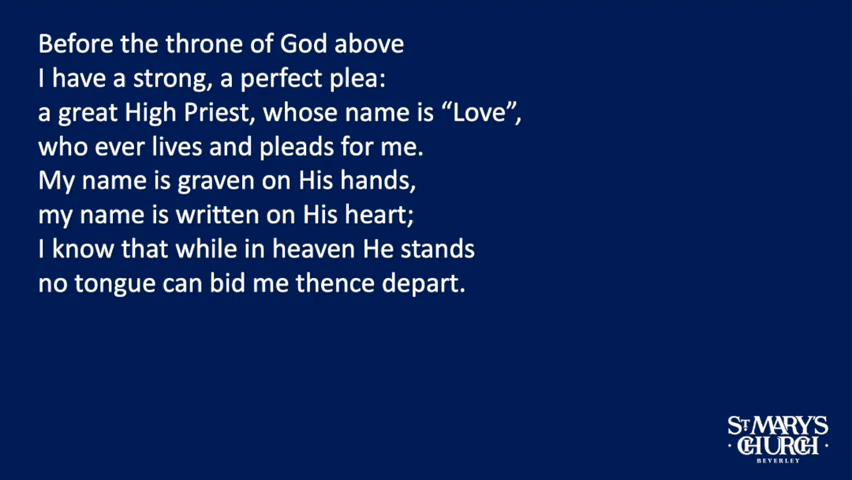 Before the throne of God above
I have a strong, a perfect plea:
a great High Priest, whose name is “Love”,
who ever lives and pleads for me.
My name is graven on His hands,
my name is written on His heart;
I know that while in heaven He stands
no tongue can bid me thence depart.
ST MARY'S
· CHURCH ·
BEVERLEY